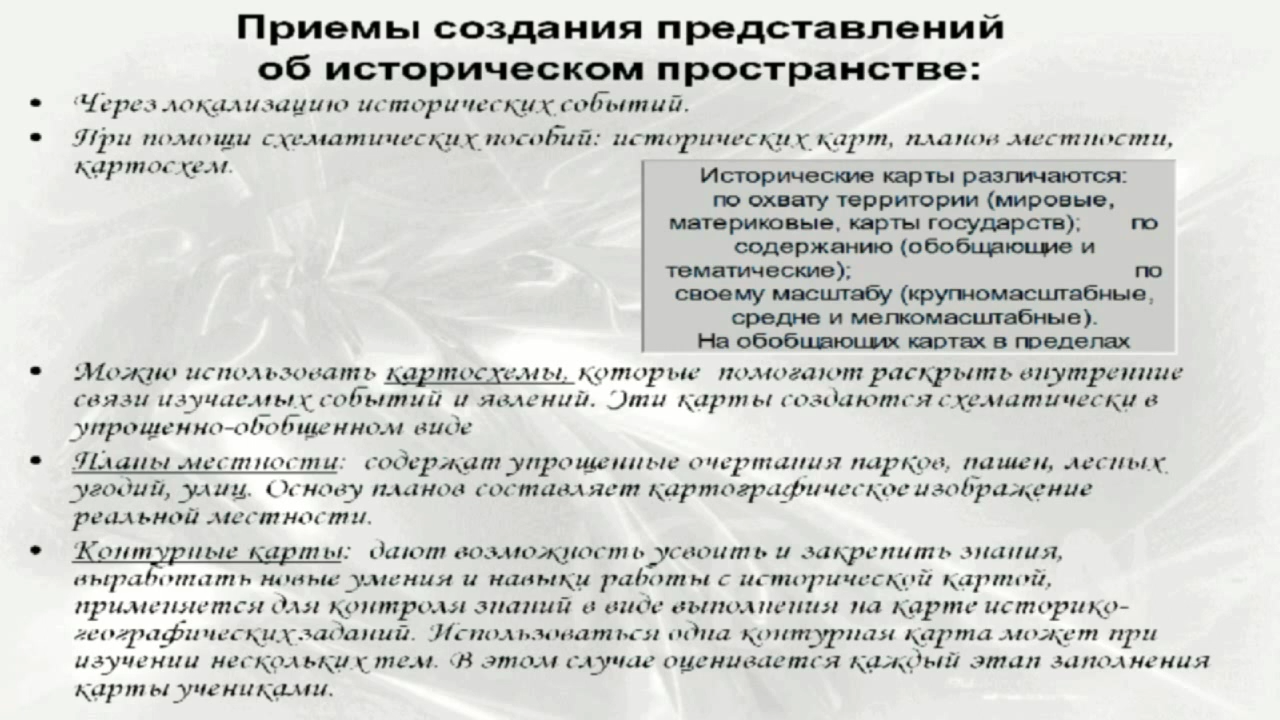 Приемы создания представлений
об историческом пространстве:
• Через локализацию исторических событий.
• При помощи схематических пособий: исторических карт, планов местности,
картосхем.
Исторические карты различаются:
по охвату территории (мировые,
материковые, карты государств); по
содержанию (обобщающие и
тематические); по
своему масштабу (крупномасштабные,
средне и мелкомасштабные).
На обобщающих картах в пределах
• Можно использовать картосхемы, которые помогают раскрыть внутренние
связи изучаемых событий и явлений. Эти карты создаются схематически в
упрощенно-обобщенном виде
• Планы местности: содержат упрощенные очертания парков, пашен, лесных
угодий, улиц. Основу планов составляет картографическое изображение
реальной местности.
• Контурные карты: дают возможность усвоить и закрепить знания,
выработать новые умения и навыки работы с исторической картой,
применяется для контроля знаний в виде выполнения на карте историко-
географических заданий. Использоваться одна контурная карта может при
изучении нескольких тем. В этом случае оценивается каждый этап заполнения
карты учениками.